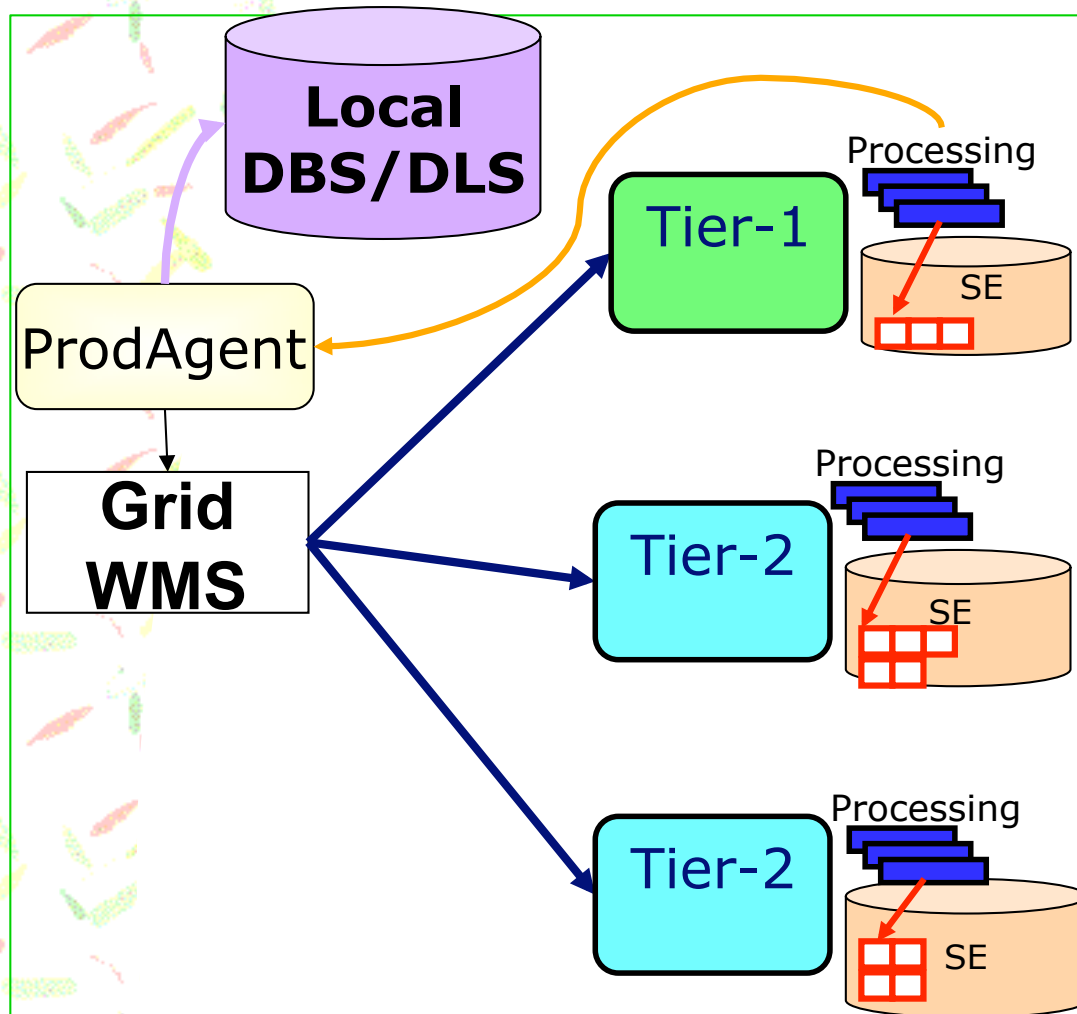 Local
DBS/DLS
Processing
Tier-1
SE
ProdAgent
Grid
WMS
Processing
Tier-2
SE
Processing
Tier-2
SE